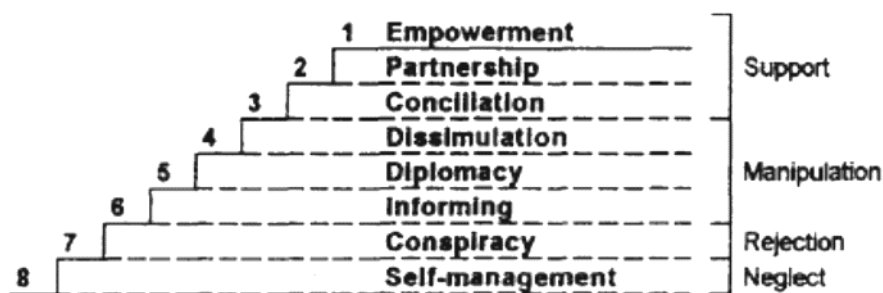 1 Empowerment
2 Partnership Support
3 Conciliation
4 Dissimulation
5 Diplomacy Manipulation
6 Informing
7 Conspiracy Rejection
8 Self-management Neglect